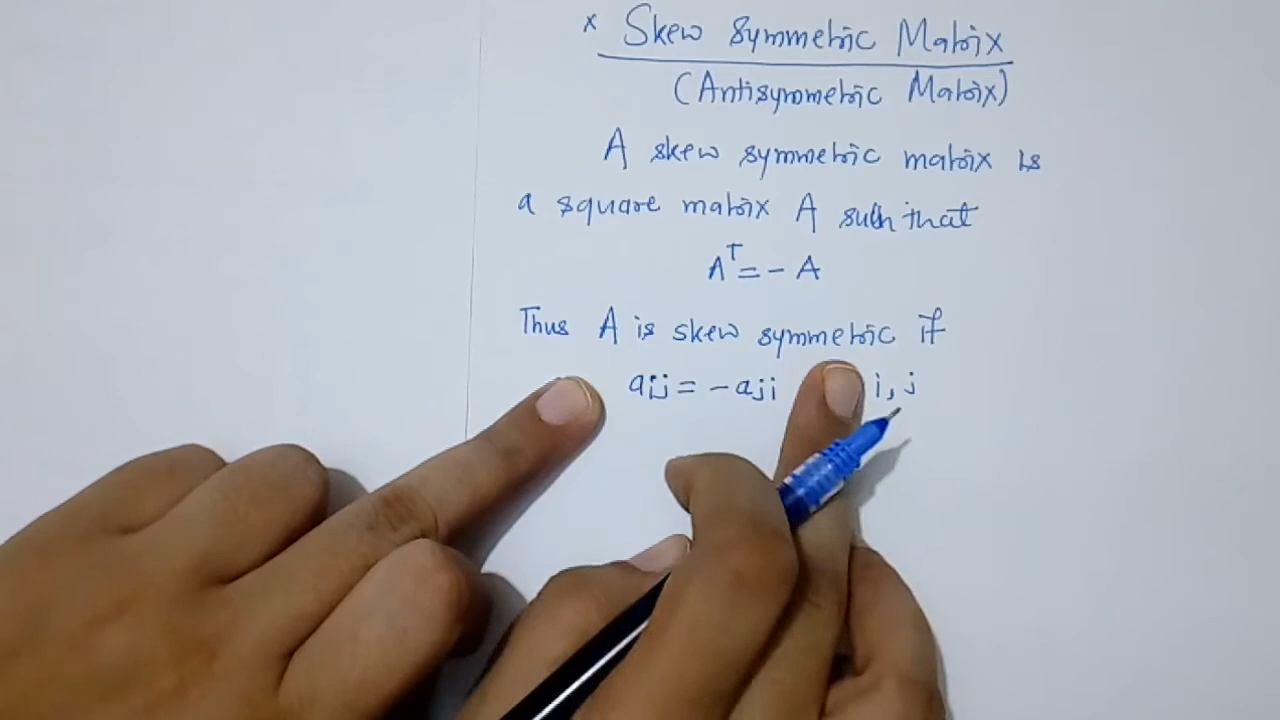 x Skew Symmetric Matrix
(Antisymmetric Matrix)
A skew symmetric matrix is
a square matrix A such that
Aᵀ = - A
Thus A is skew symmetric if
aij = - aji i, j